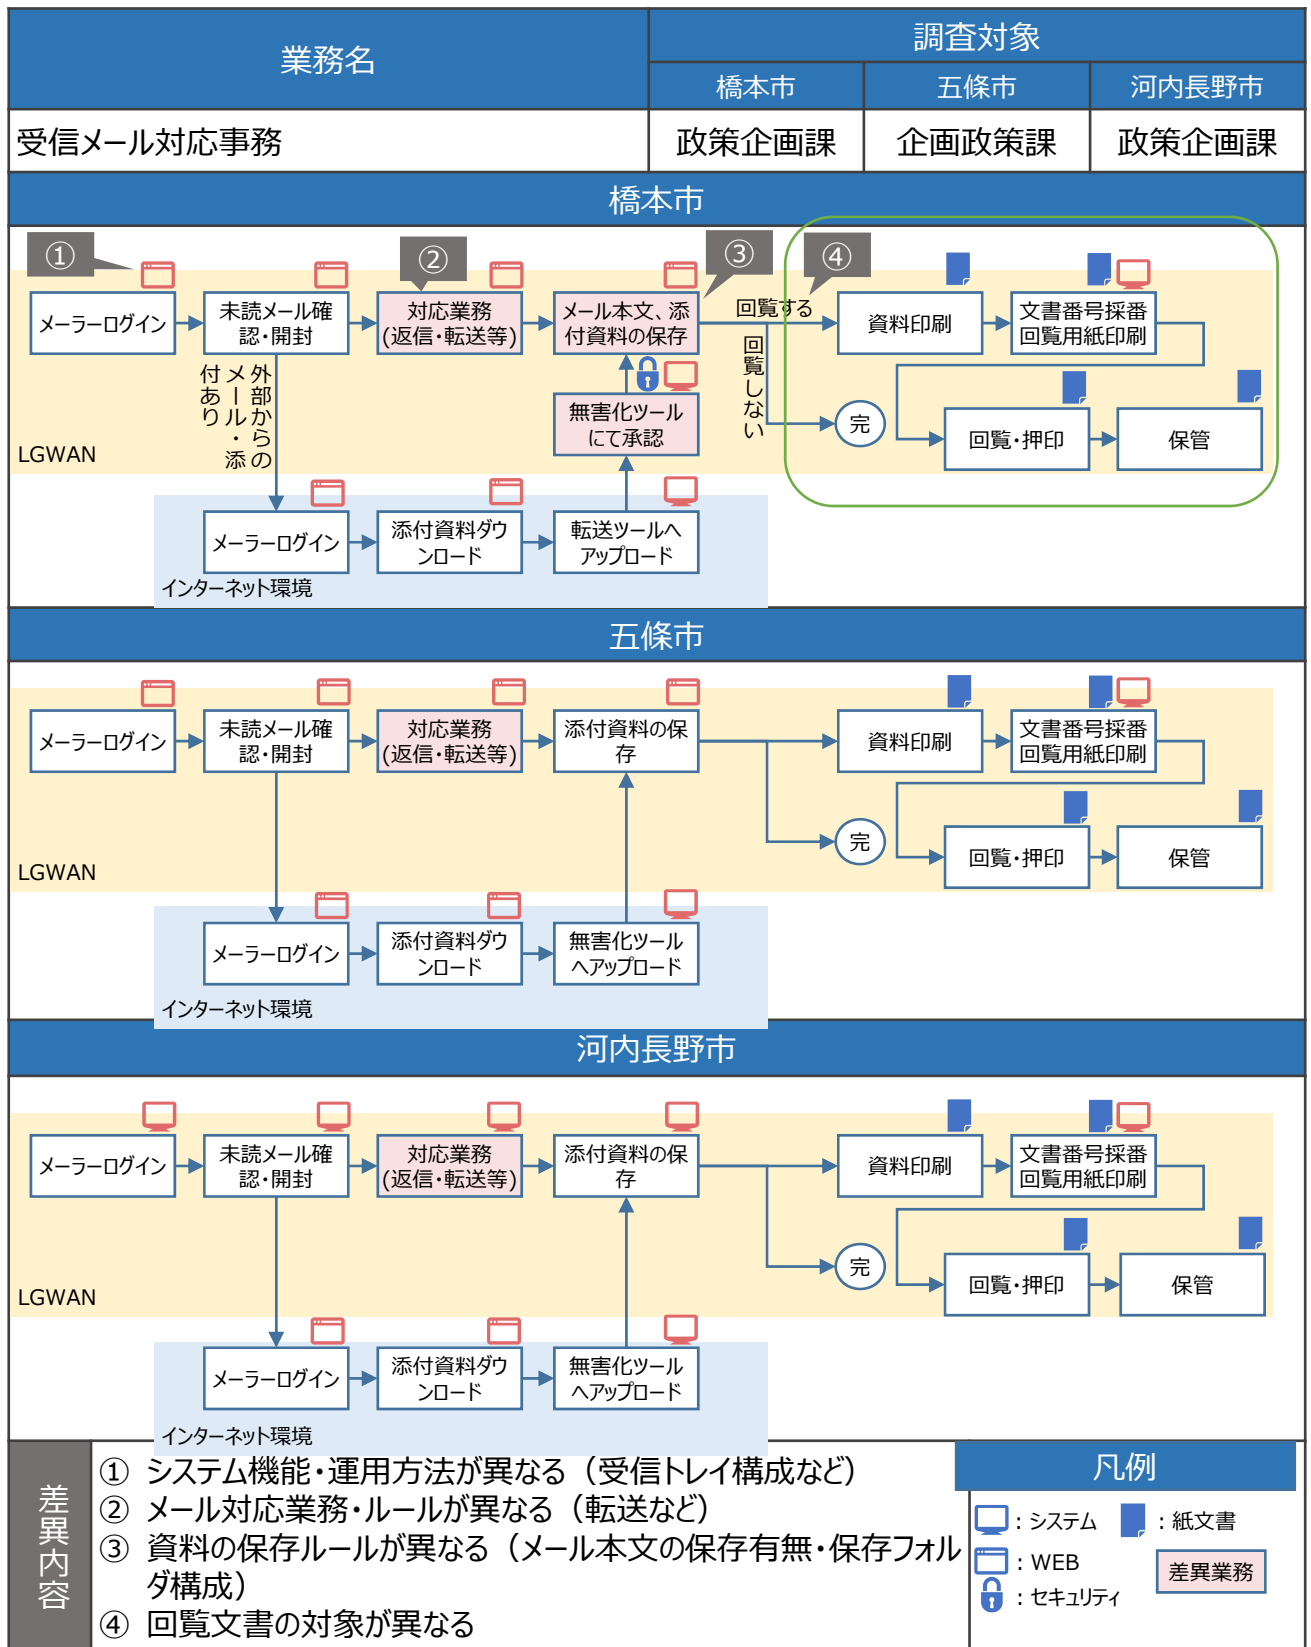 業務名
調査対象
橋本市
五條市
河内長野市
受信メール対応事務
政策企画課
企画政策課
政策企画課
橋本市
①
②
③
④
メーラーログイン
未読メール確
認・開封
対応業務
(返信・転送等)
メール本文、添
付資料の保存
回覧する
回覧しない
資料印刷
文書番号採番
回覧用紙印刷
外部からの
メール・添
付あり
無害化ツール
にて承認
完
回覧・押印
保管
LGWAN
メーラーログイン
添付資料ダウ
ンロード
転送ツールへ
アップロード
インターネット環境
五條市
メーラーログイン
未読メール確
認・開封
対応業務
(返信・転送等)
添付資料の保
存
資料印刷
文書番号採番
回覧用紙印刷
完
回覧・押印
保管
LGWAN
メーラーログイン
添付資料ダウ
ンロード
無害化ツール
へアップロード
インターネット環境
河内長野市
メーラーログイン
未読メール確
認・開封
対応業務
(返信・転送等)
添付資料の保
存
資料印刷
文書番号採番
回覧用紙印刷
完
回覧・押印
保管
LGWAN
メーラーログイン
添付資料ダウ
ンロード
無害化ツール
へアップロード
インターネット環境
差異内容
① システム機能・運用方法が異なる（受信トレイ構成など）
② メール対応業務・ルールが異なる（転送など）
③ 資料の保存ルールが異なる（メール本文の保存有無・保存フォル
ダ構成）
④ 回覧文書の対象が異なる
凡例
：システム
：紙文書
：WEB
差異業務
：セキュリティ